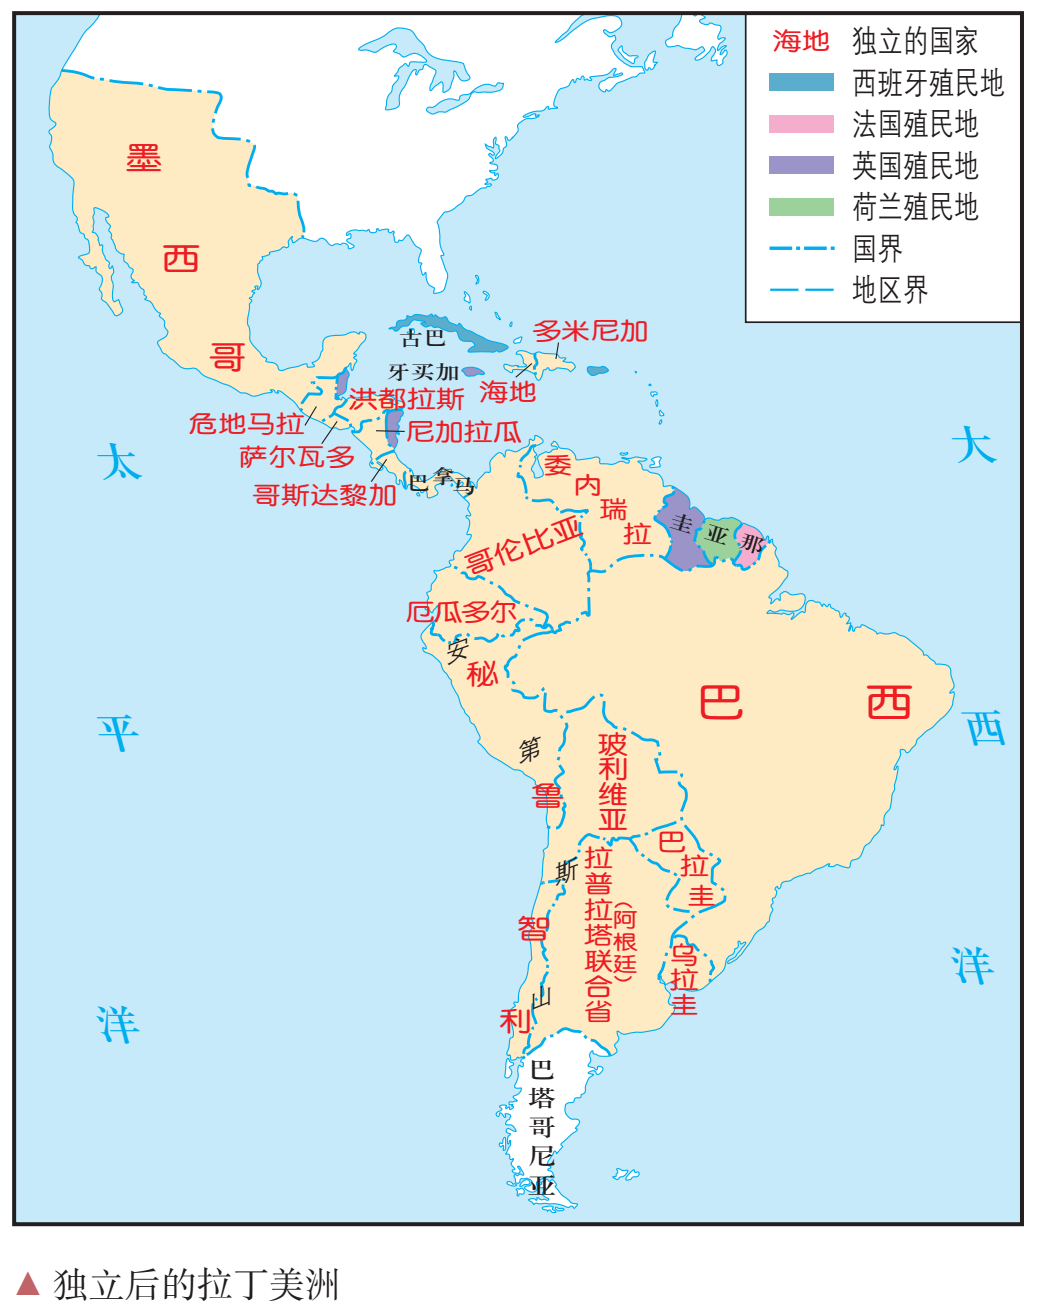 海地 独立的国家
西班牙殖民地
法国殖民地
英国殖民地
荷兰殖民地
国界
地区界
墨西哥
古巴
多米尼加
牙买加
海地
洪都拉斯
危地马拉
尼加拉瓜
萨尔瓦多
哥斯达黎加
巴拿马
委内瑞拉
圭亚那
哥伦比亚
厄瓜多尔
秘鲁
巴西
玻利维亚
巴拉圭
拉普拉塔联合省
(阿根廷)
乌拉圭
智利
安第斯山
巴塔哥尼亚
太平洋
大西洋
▲ 独立后的拉丁美洲